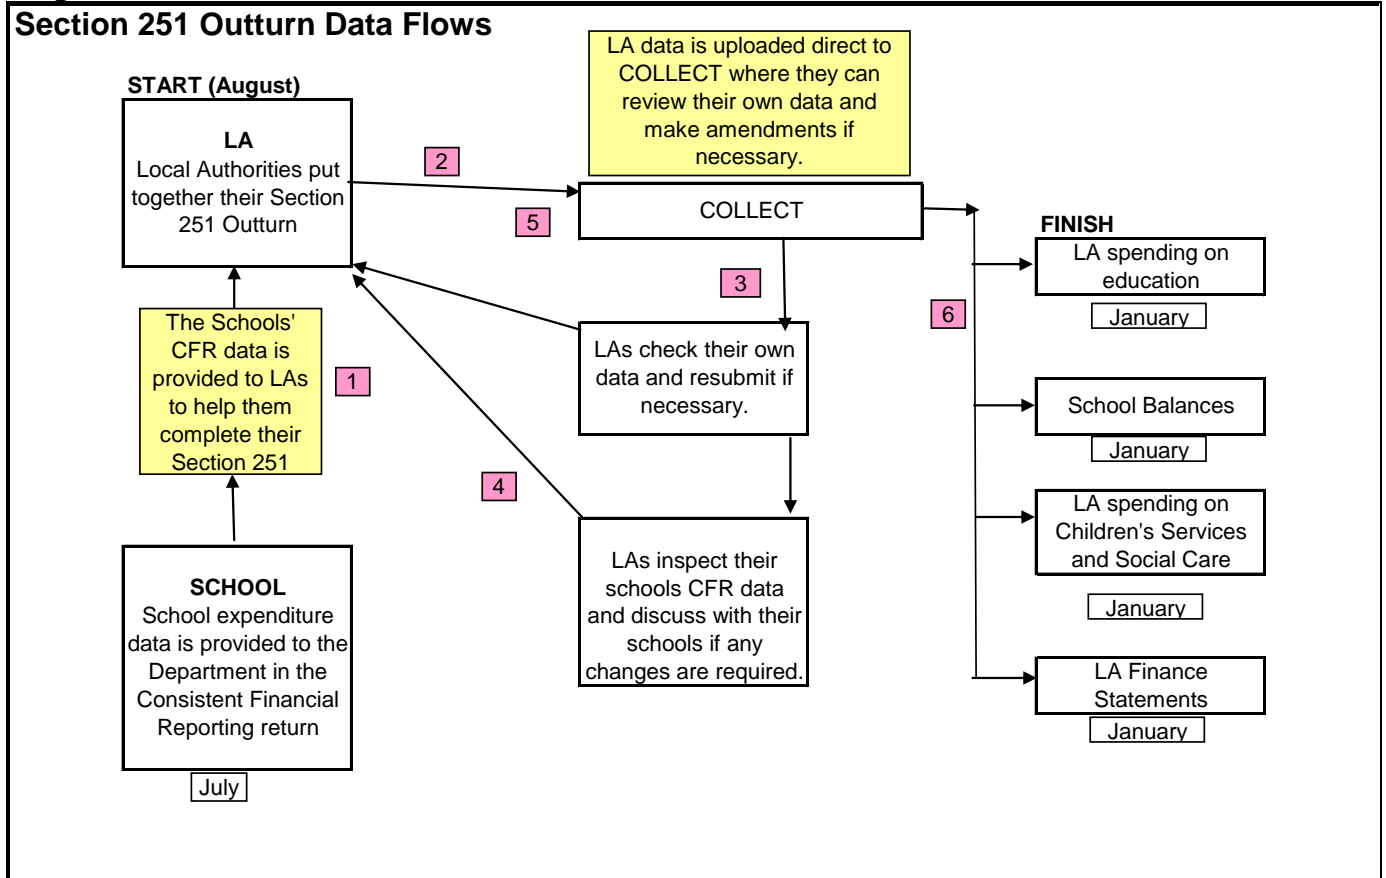 Section 251 Outturn Data Flows
LA data is uploaded direct to
COLLECT where they can
review their own data and
make amendments if
necessary.
START (August)
LA
Local Authorities put
together their Section
251 Outturn
2
5
COLLECT
3
FINISH
LA spending on
education
January
6
The Schools'
CFR data is
provided to LAs
to help them
complete their
Section 251
1
LAs check their own
data and resubmit if
necessary.
School Balances
January
4
LA spending on
Children's Services
and Social Care
January
SCHOOL
School expenditure
data is provided to the
Department in the
Consistent Financial
Reporting return
July
LAs inspect their
schools CFR data
and discuss with their
schools if any
changes are required.
LA Finance
Statements
January